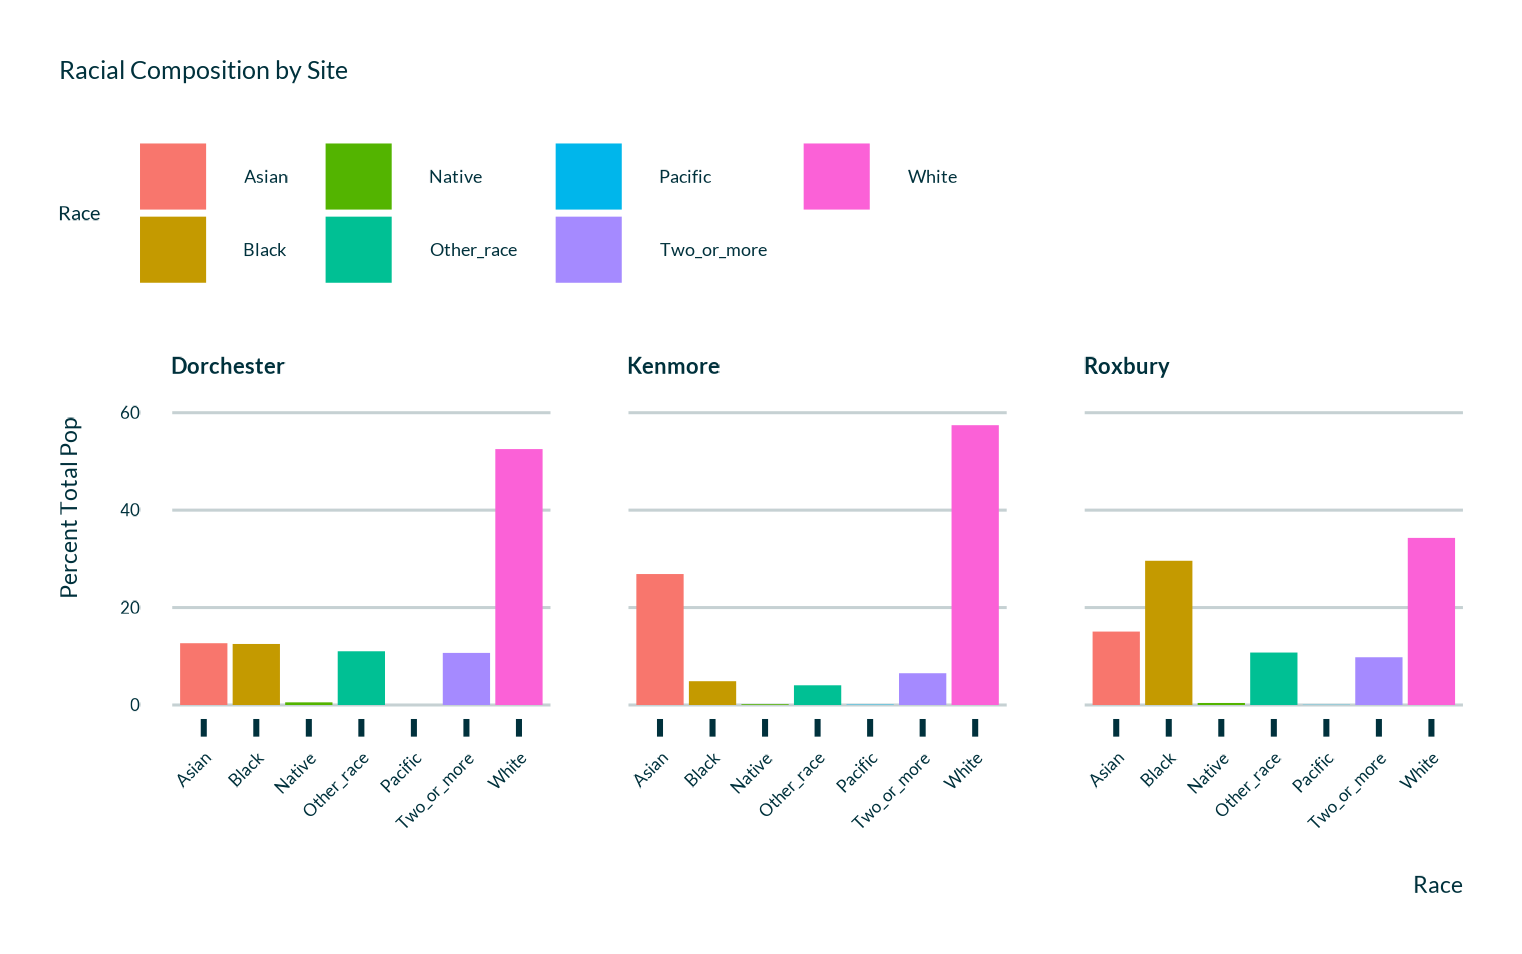 Racial Composition by Site
Race
Asian
Native
Pacific
White
Black
Other_race
Two_or_more
Dorchester
Kenmore
Roxbury
Percent Total Pop
60
40
20
0
Asian
Black
Native
Other_race
Pacific
Two_or_more
White
Asian
Black
Native
Other_race
Pacific
Two_or_more
White
Asian
Black
Native
Other_race
Pacific
Two_or_more
White
Race